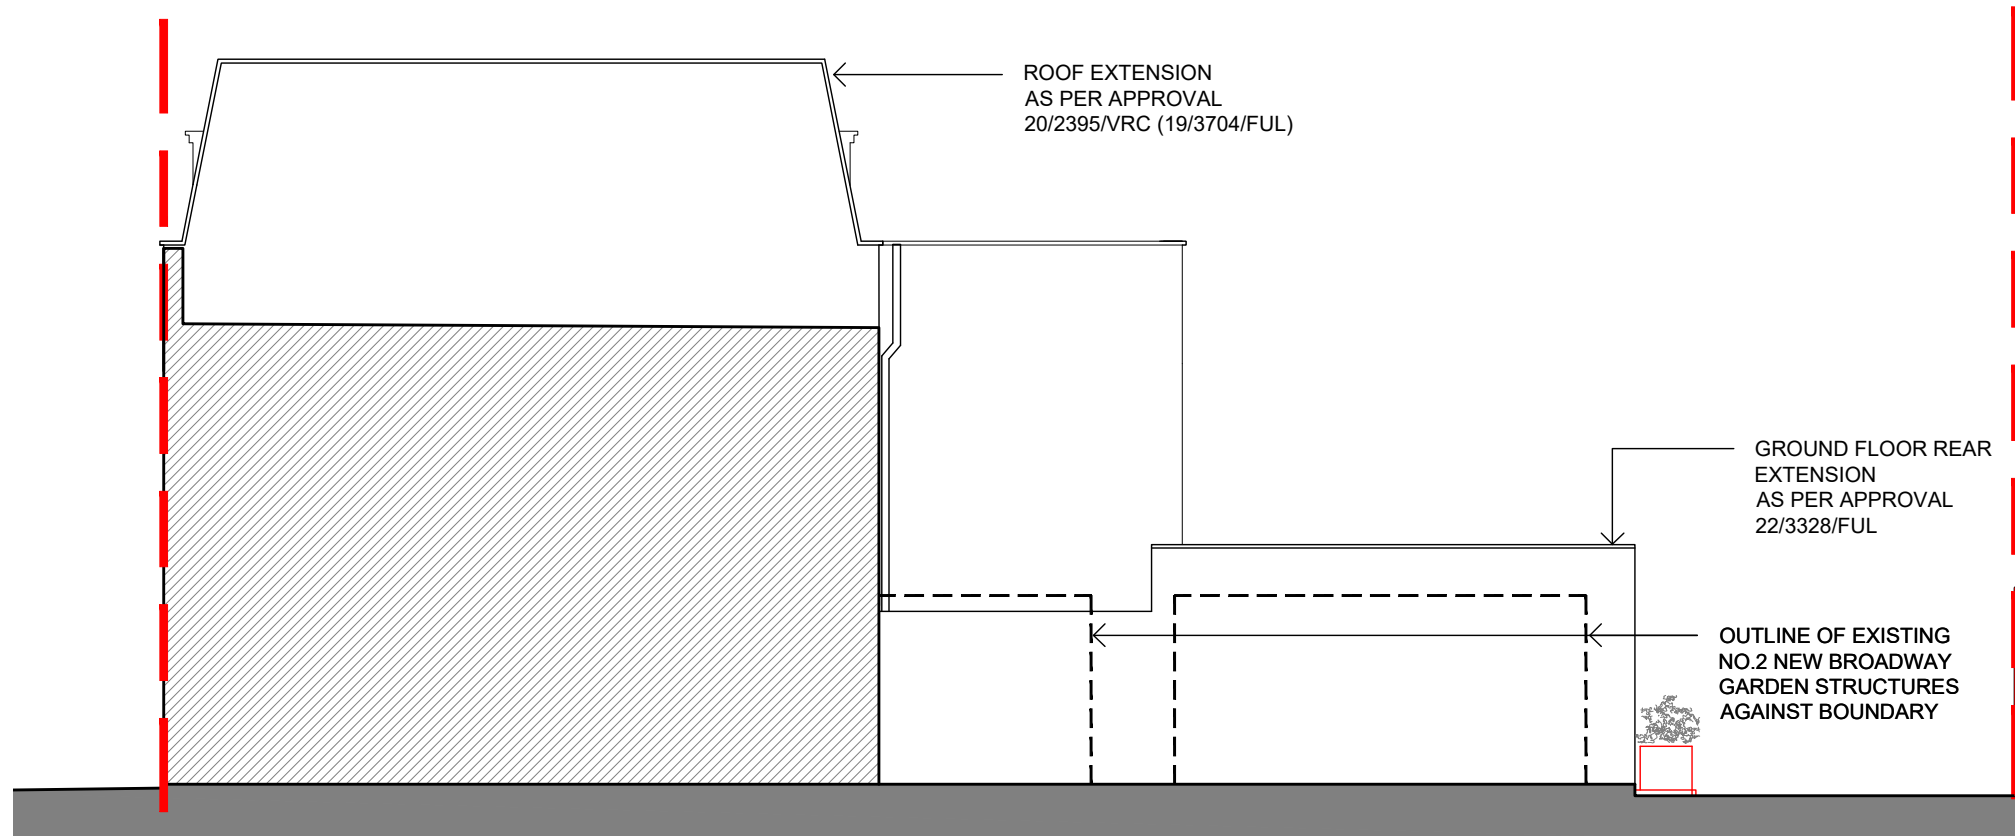 ROOF EXTENSION
AS PER APPROVAL
20/2395/VRC (19/3704/FUL)
GROUND FLOOR REAR
EXTENSION
AS PER APPROVAL
22/3328/FUL
OUTLINE OF EXISTING
NO.2 NEW BROADWAY
GARDEN STRUCTURES
AGAINST BOUNDARY